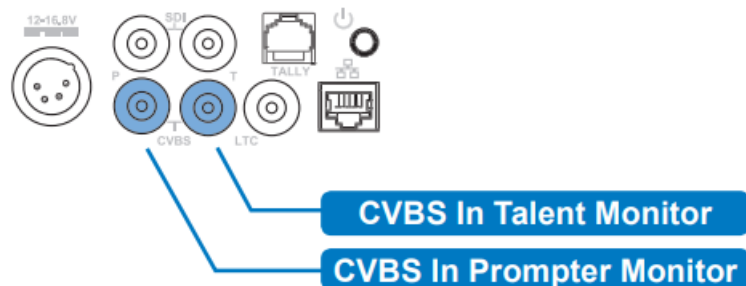 12-16,8V
SDI
P T
TALLY
CVBS LTC
CVBS In Talent Monitor
CVBS In Prompter Monitor